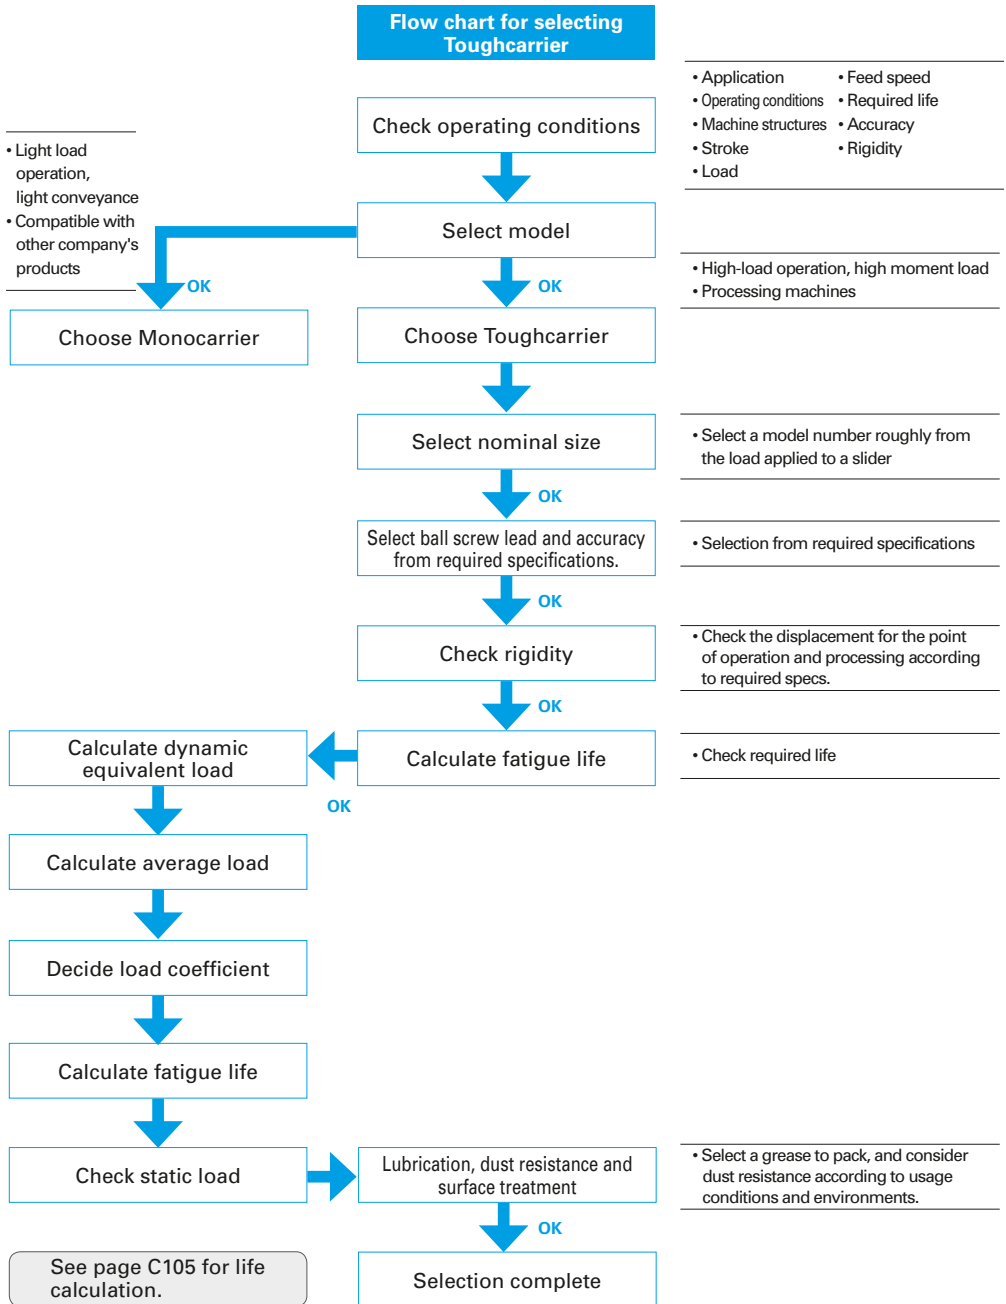 Flow chart for selecting
Toughcarrier
Check operating conditions
• Application
• Operating conditions
• Machine structures
• Stroke
• Load
• Feed speed
• Required life
• Accuracy
• Rigidity
• Light load
operation,
light conveyance
• Compatible with
other company's
products
Select model
OK
OK
• High-load operation, high moment load
• Processing machines
Choose Monocarrier
Choose Toughcarrier
Select nominal size
• Select a model number roughly from
the load applied to a slider
OK
Select ball screw lead and accuracy
from required specifications.
• Selection from required specifications
OK
Check rigidity
• Check the displacement for the point
of operation and processing according
to required specs.
OK
Calculate fatigue life
• Check required life
OK
Calculate dynamic
equivalent load
Calculate average load
Decide load coefficient
Calculate fatigue life
Check static load
Lubrication, dust resistance and
surface treatment
• Select a grease to pack, and consider
dust resistance according to usage
conditions and environments.
OK
Selection complete
See page C105 for life
calculation.